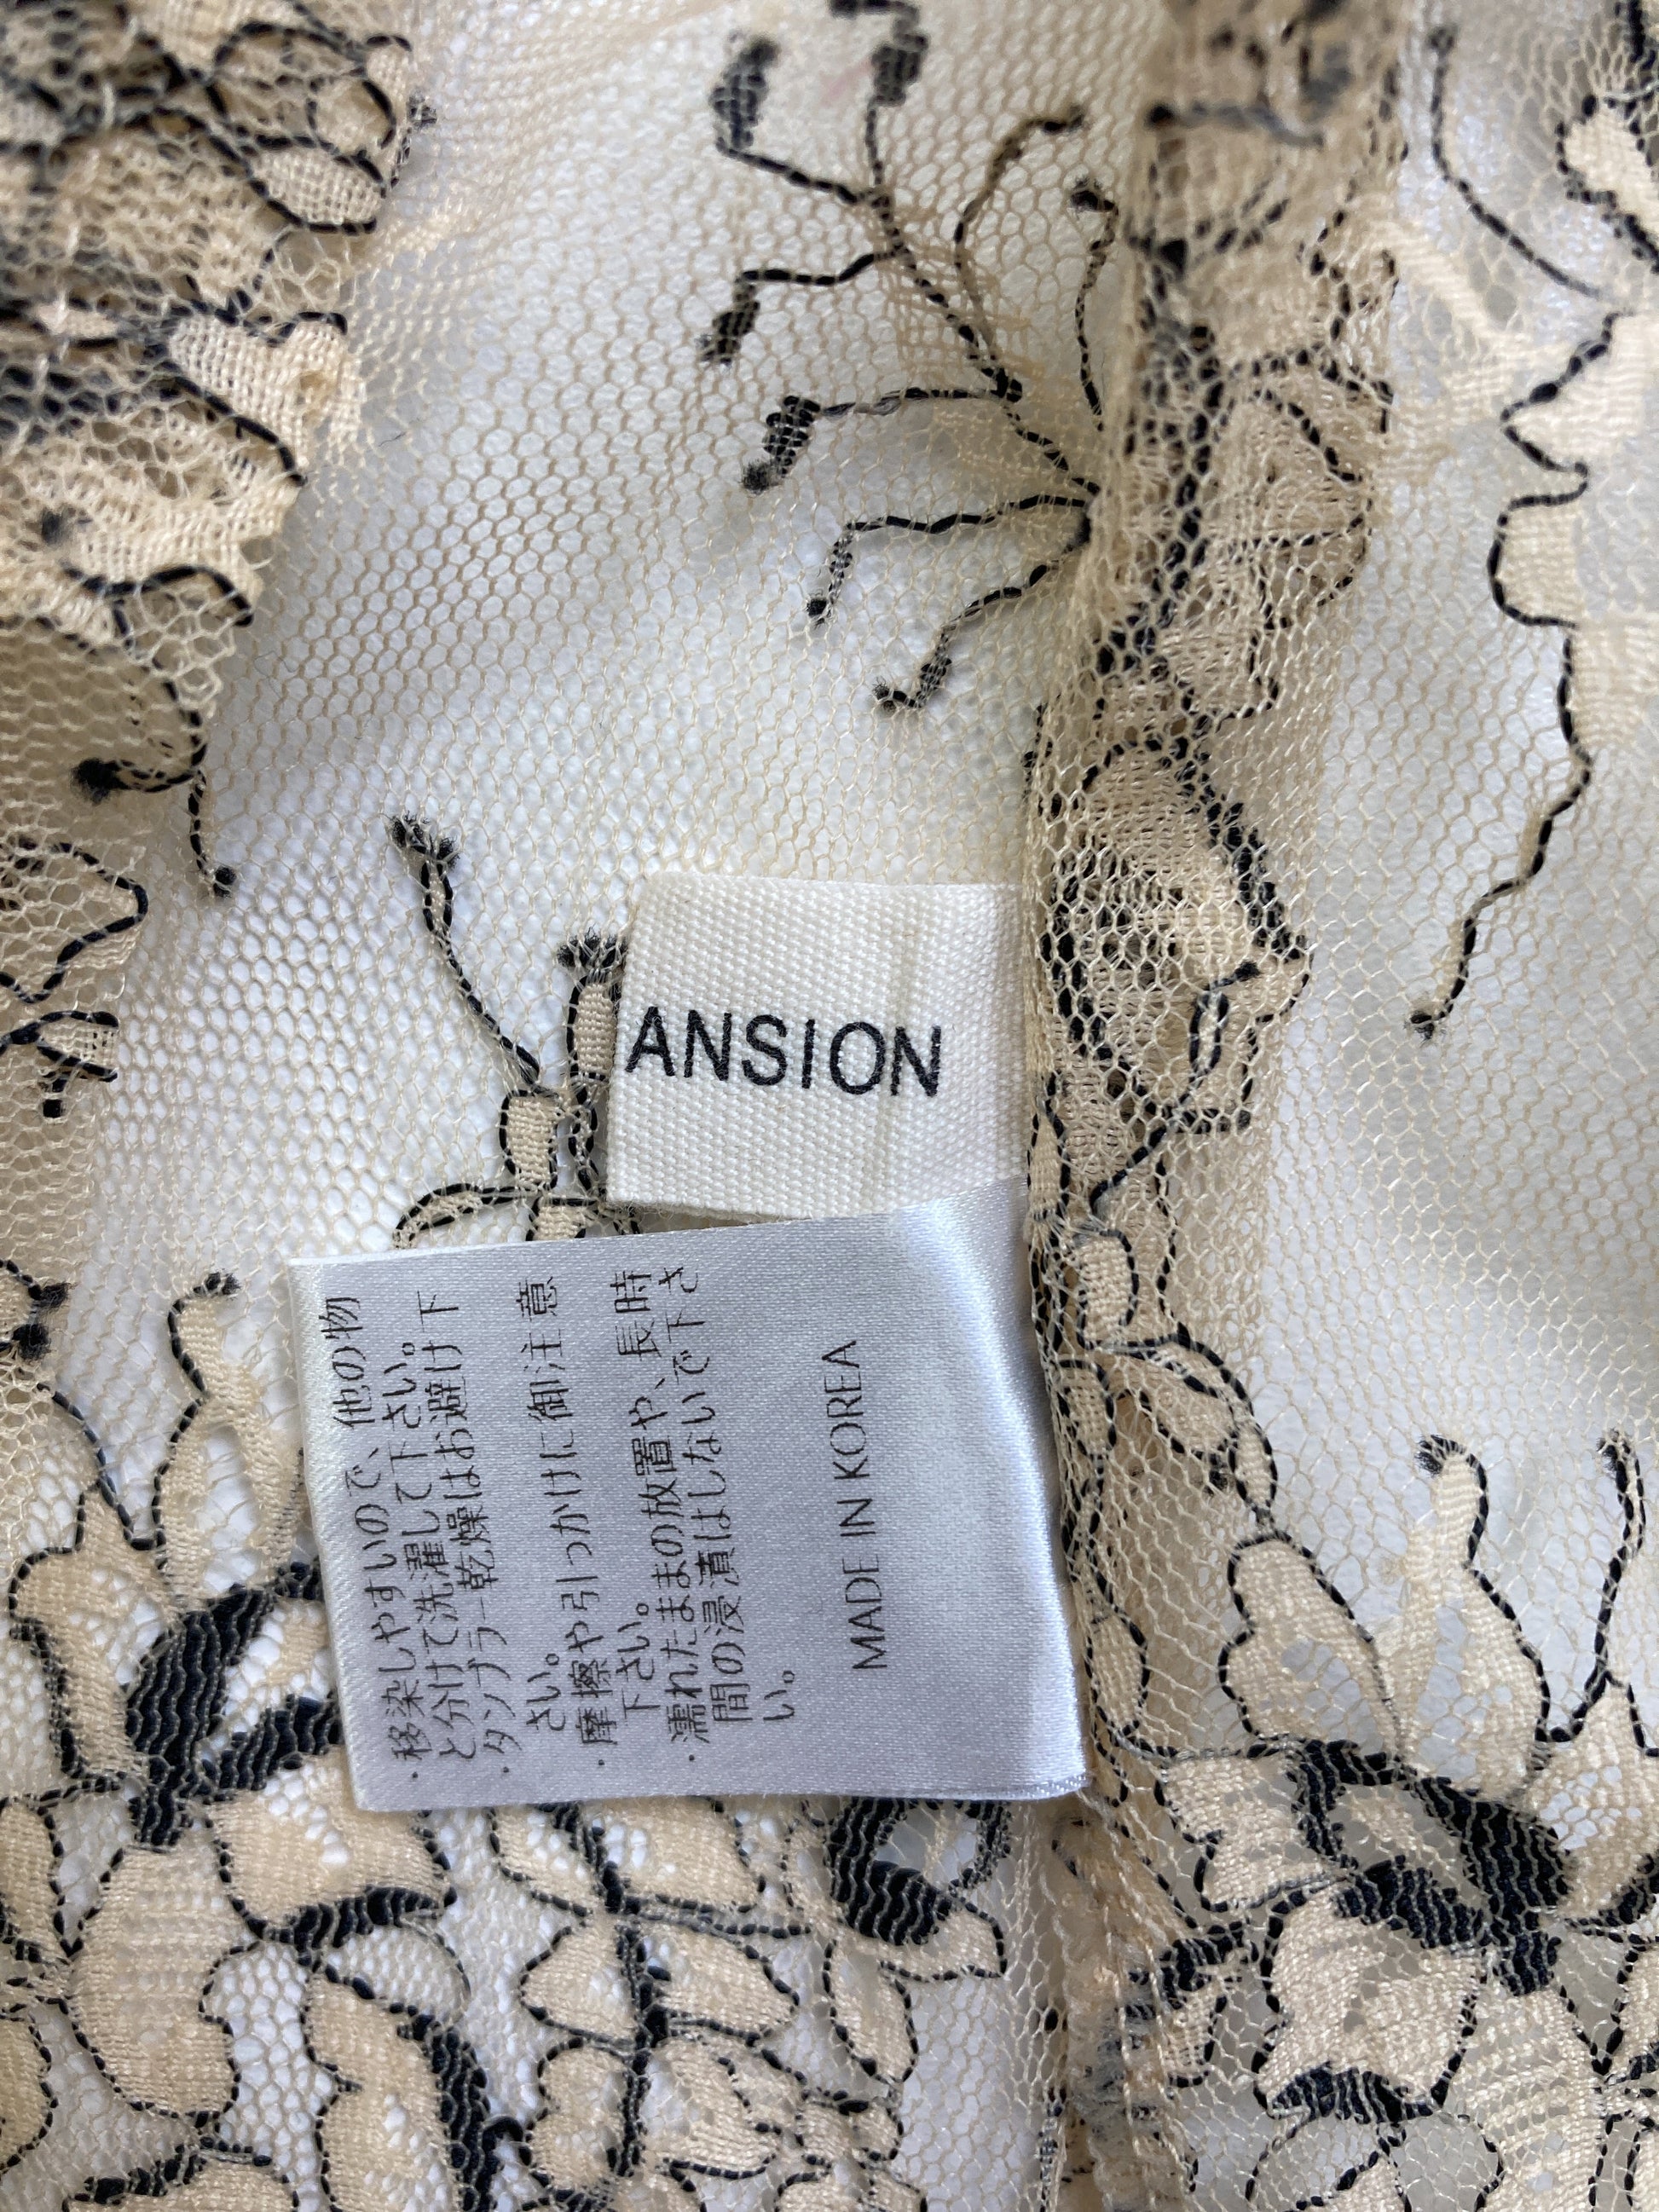 ANSION
・移染しやすいので、他の物
と分けて洗濯して下さい。
・タンブラー乾燥はお避け下
さい。
・摩擦や引っかけに御注意
下さい。
・濡れたままの放置や、長時
間の浸漬はしないで下さ
い。
MADE IN KOREA